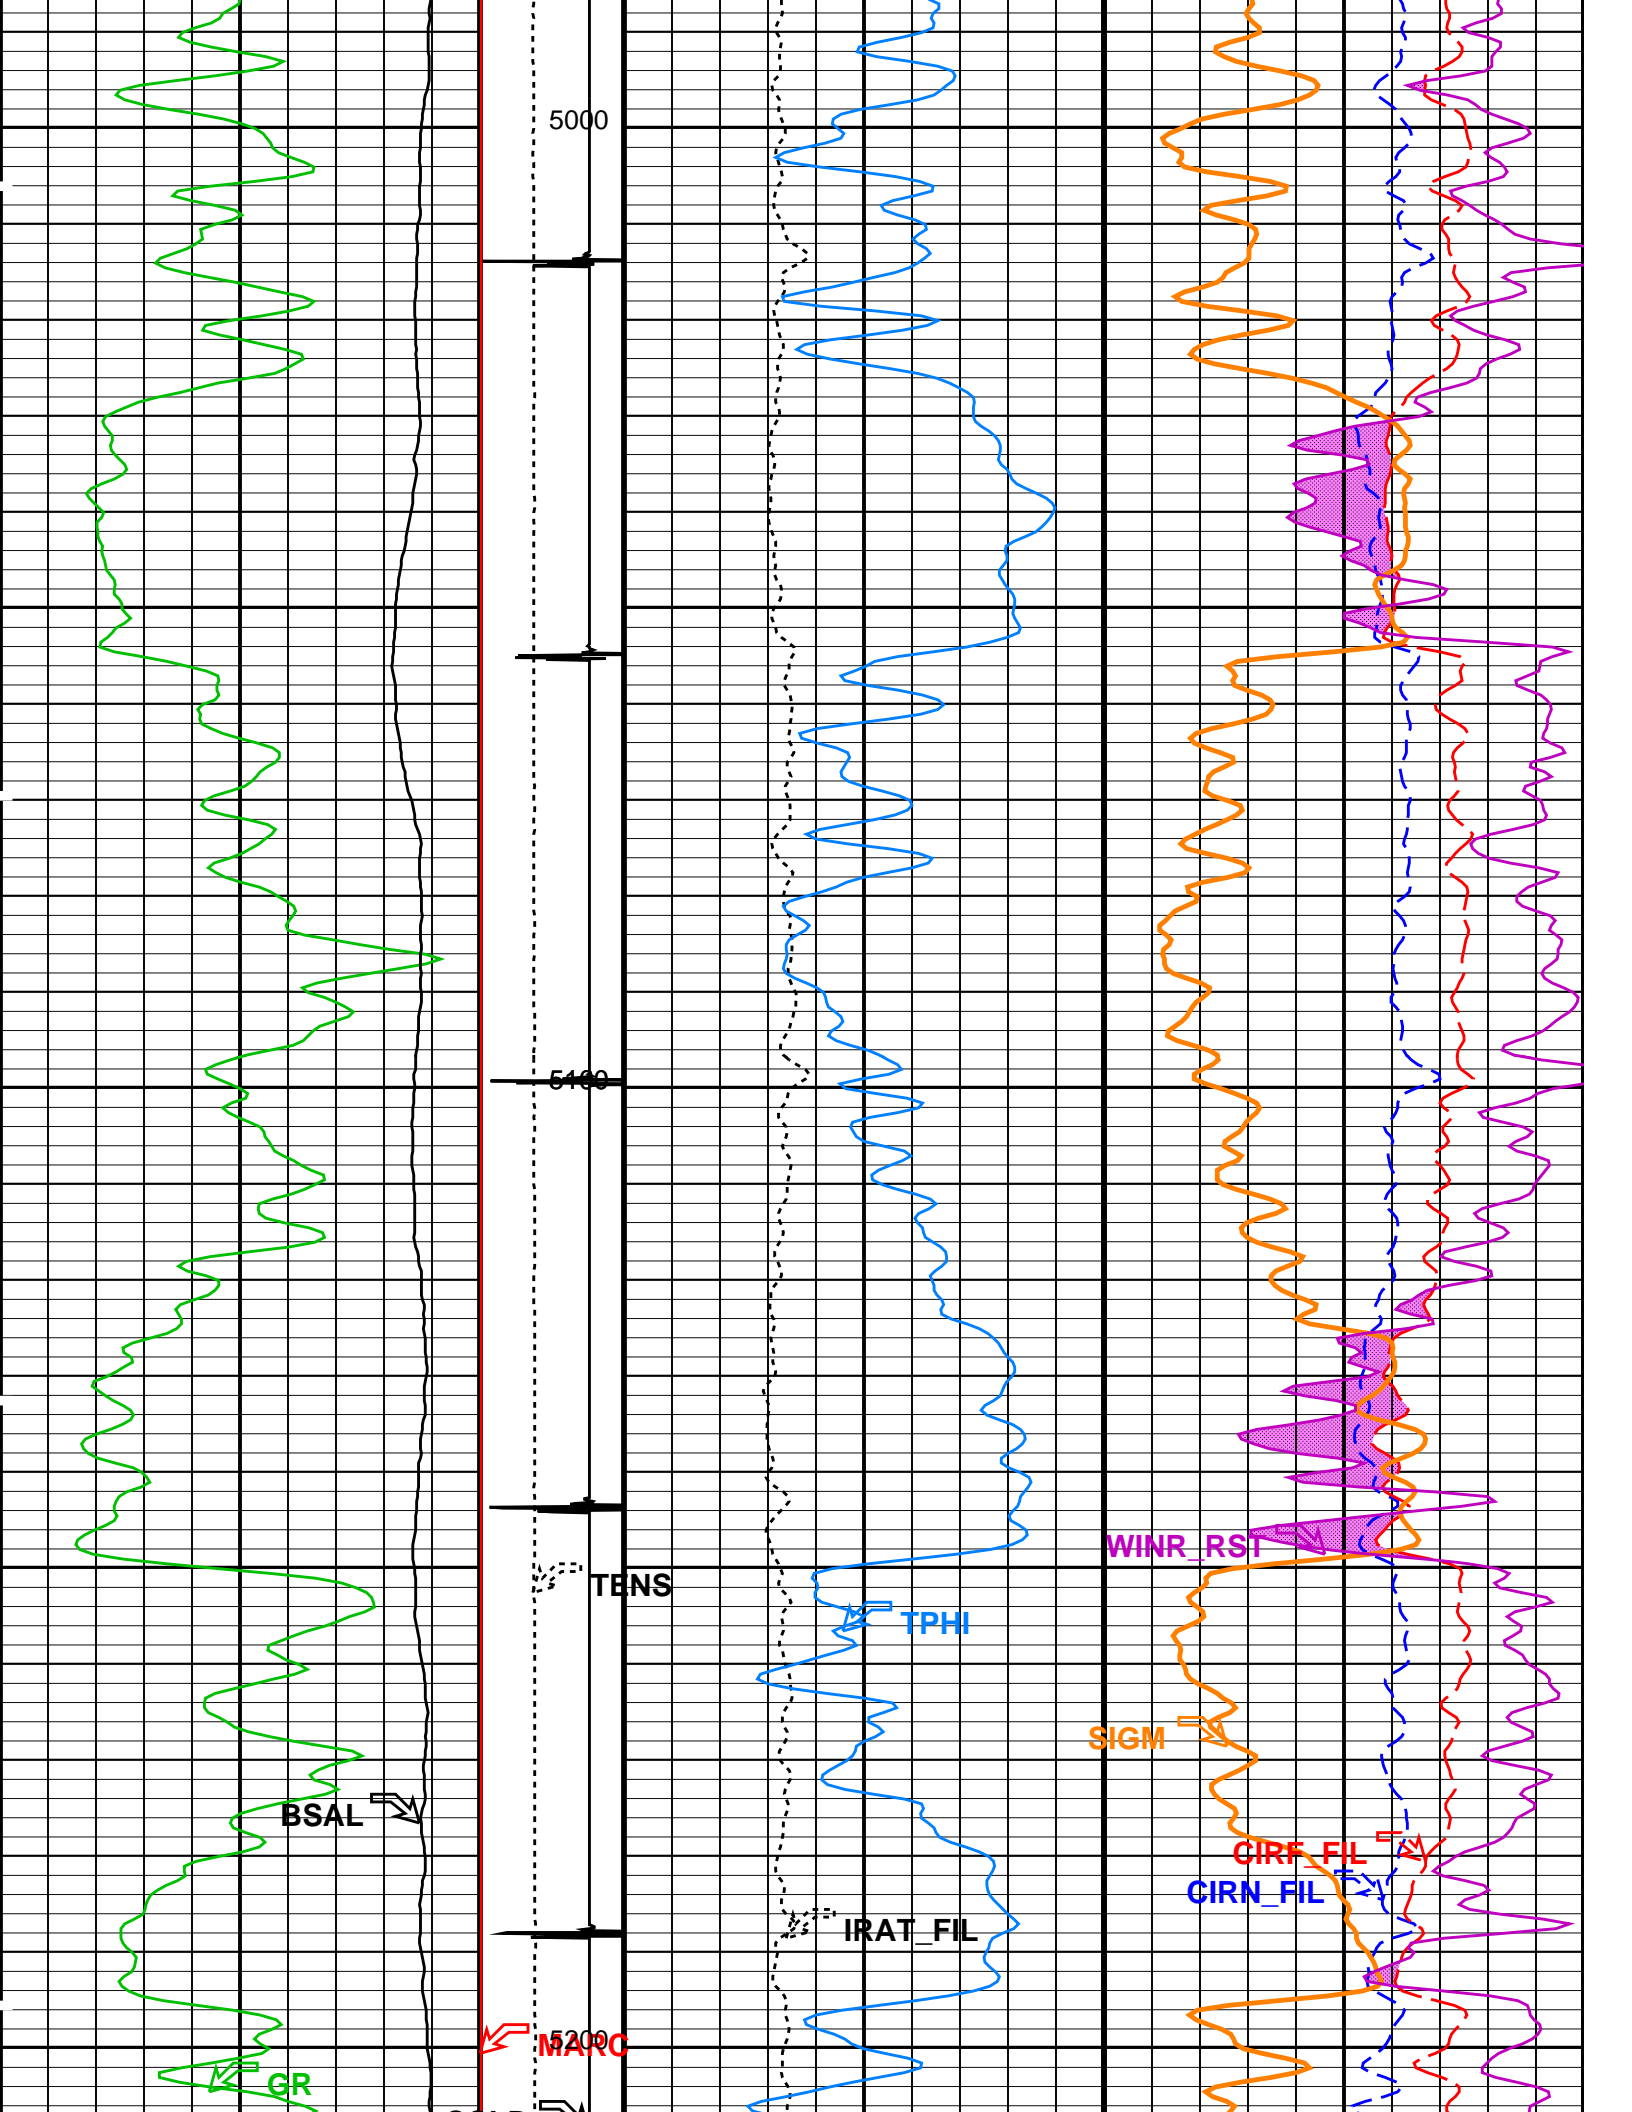 5000
5100
WINR_RST
TENS
TPHI
SIGM
BSAL
CIRF_FIL
CIRN_FIL
IRAT_FIL
5200
MARC
GR